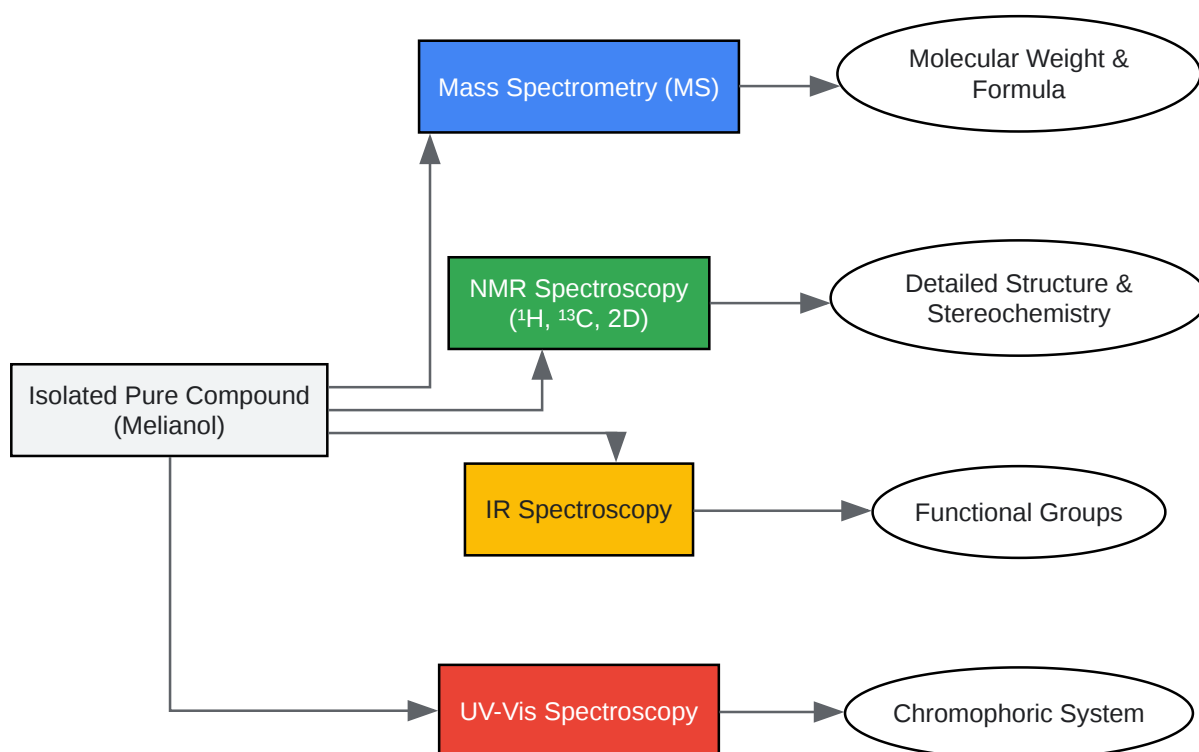 Mass Spectrometry (MS)
Molecular Weight &
Formula
NMR Spectroscopy
(¹H, ¹³C, 2D)
Detailed Structure &
Stereochemistry
Isolated Pure Compound
(Melianol)
IR Spectroscopy
Functional Groups
UV-Vis Spectroscopy
Chromophoric System